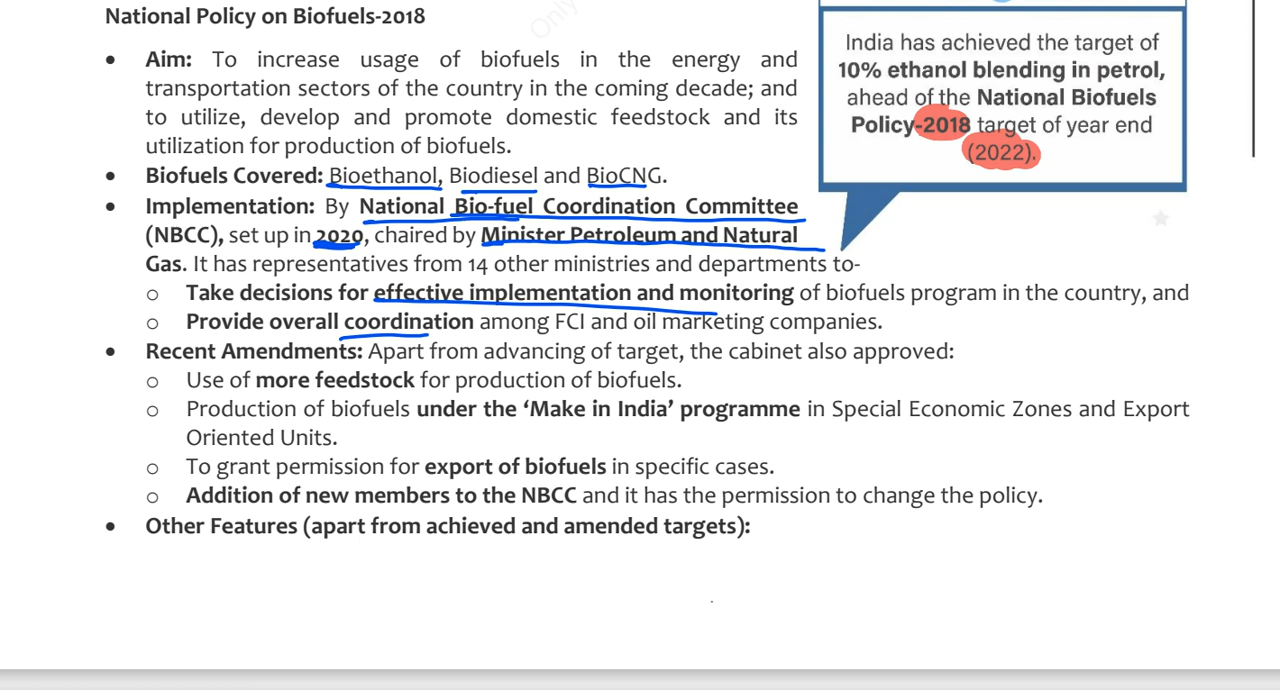 National Policy on Biofuels-2018
• Aim: To increase usage of biofuels in the energy and
transportation sectors of the country in the coming decade; and
to utilize, develop and promote domestic feedstock and its
utilization for production of biofuels.
• Biofuels Covered: Bioethanol, Biodiesel and BioCNG.
• Implementation: By National Bio-fuel Coordination Committee
(NBCC), set up in 2020, chaired by Minister Petroleum and Natural
Gas. It has representatives from 14 other ministries and departments to-
o Take decisions for effective implementation and monitoring of biofuels program in the country, and
o Provide overall coordination among FCI and oil marketing companies.
• Recent Amendments: Apart from advancing of target, the cabinet also approved:
o Use of more feedstock for production of biofuels.
o Production of biofuels under the ‘Make in India’ programme in Special Economic Zones and Export
Oriented Units.
o To grant permission for export of biofuels in specific cases.
o Addition of new members to the NBCC and it has the permission to change the policy.
• Other Features (apart from achieved and amended targets):
India has achieved the target of
10% ethanol blending in petrol,
ahead of the National Biofuels
Policy-2018 target of year end
(2022).
Only